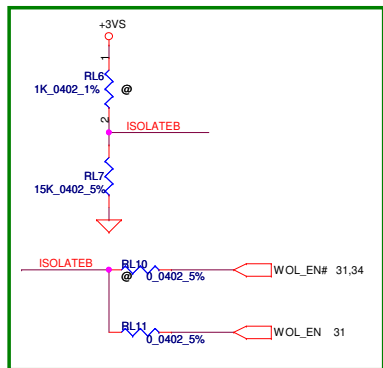 +3VS
1
RL6
1K_0402_1% @
2
ISOLATEB
RL7
15K_0402_5%
ISOLATEB
RL10
@ 0_0402_5%
WOL_EN# 31,34
RL11
0_0402_5%
WOL_EN 31